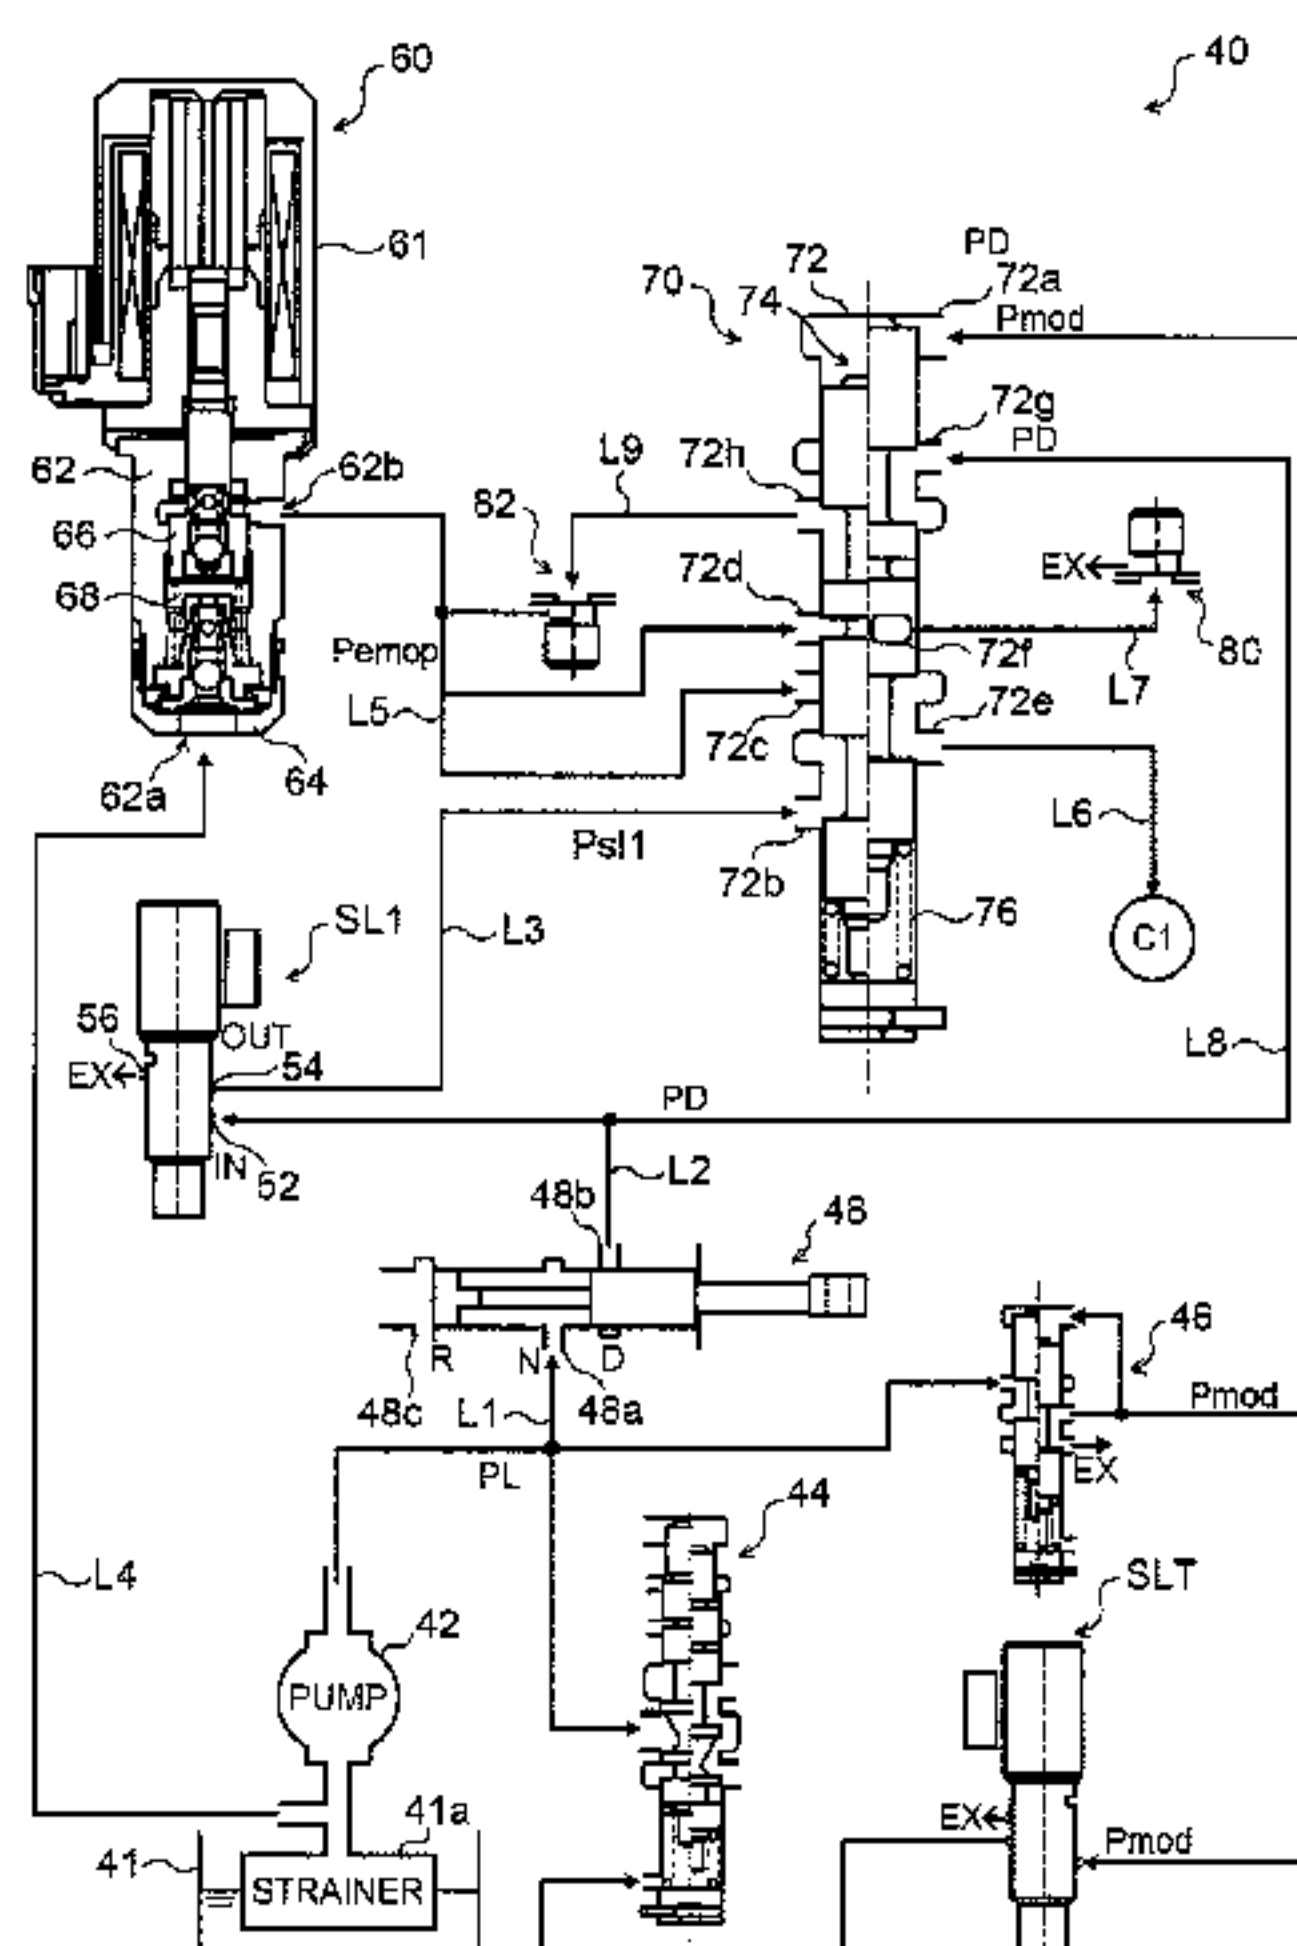 60
40
61
PD
72
72a
70
74
Pmod
72g
PD
L9
72h
62
62b
82
66
72d
EX
68
Pemop
72f
80
L5
L7
72e
72c
62a
64
L6
Psl1
72b
76
SL1
L3
C1
56
OUT
L8
EX
54
PD
IN
52
L2
48b
48
46
R
N
D
48c
L1
48a
Pmod
PL
EX
44
L4
SLT
42
PUMP
41a
EX
Pmod
41
STRAINER